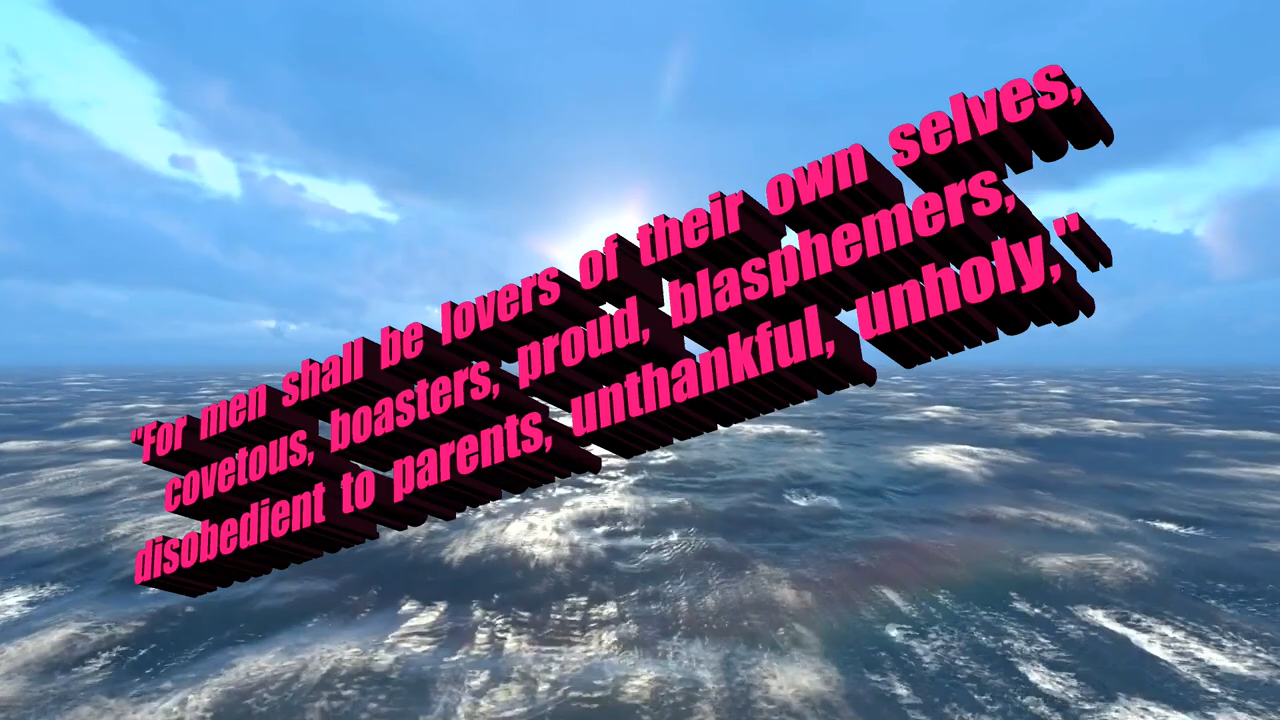 "For men shall be lovers of their own selves,
covetous, boasters, proud, blasphemers,
disobedient to parents, unthankful, unholy,"